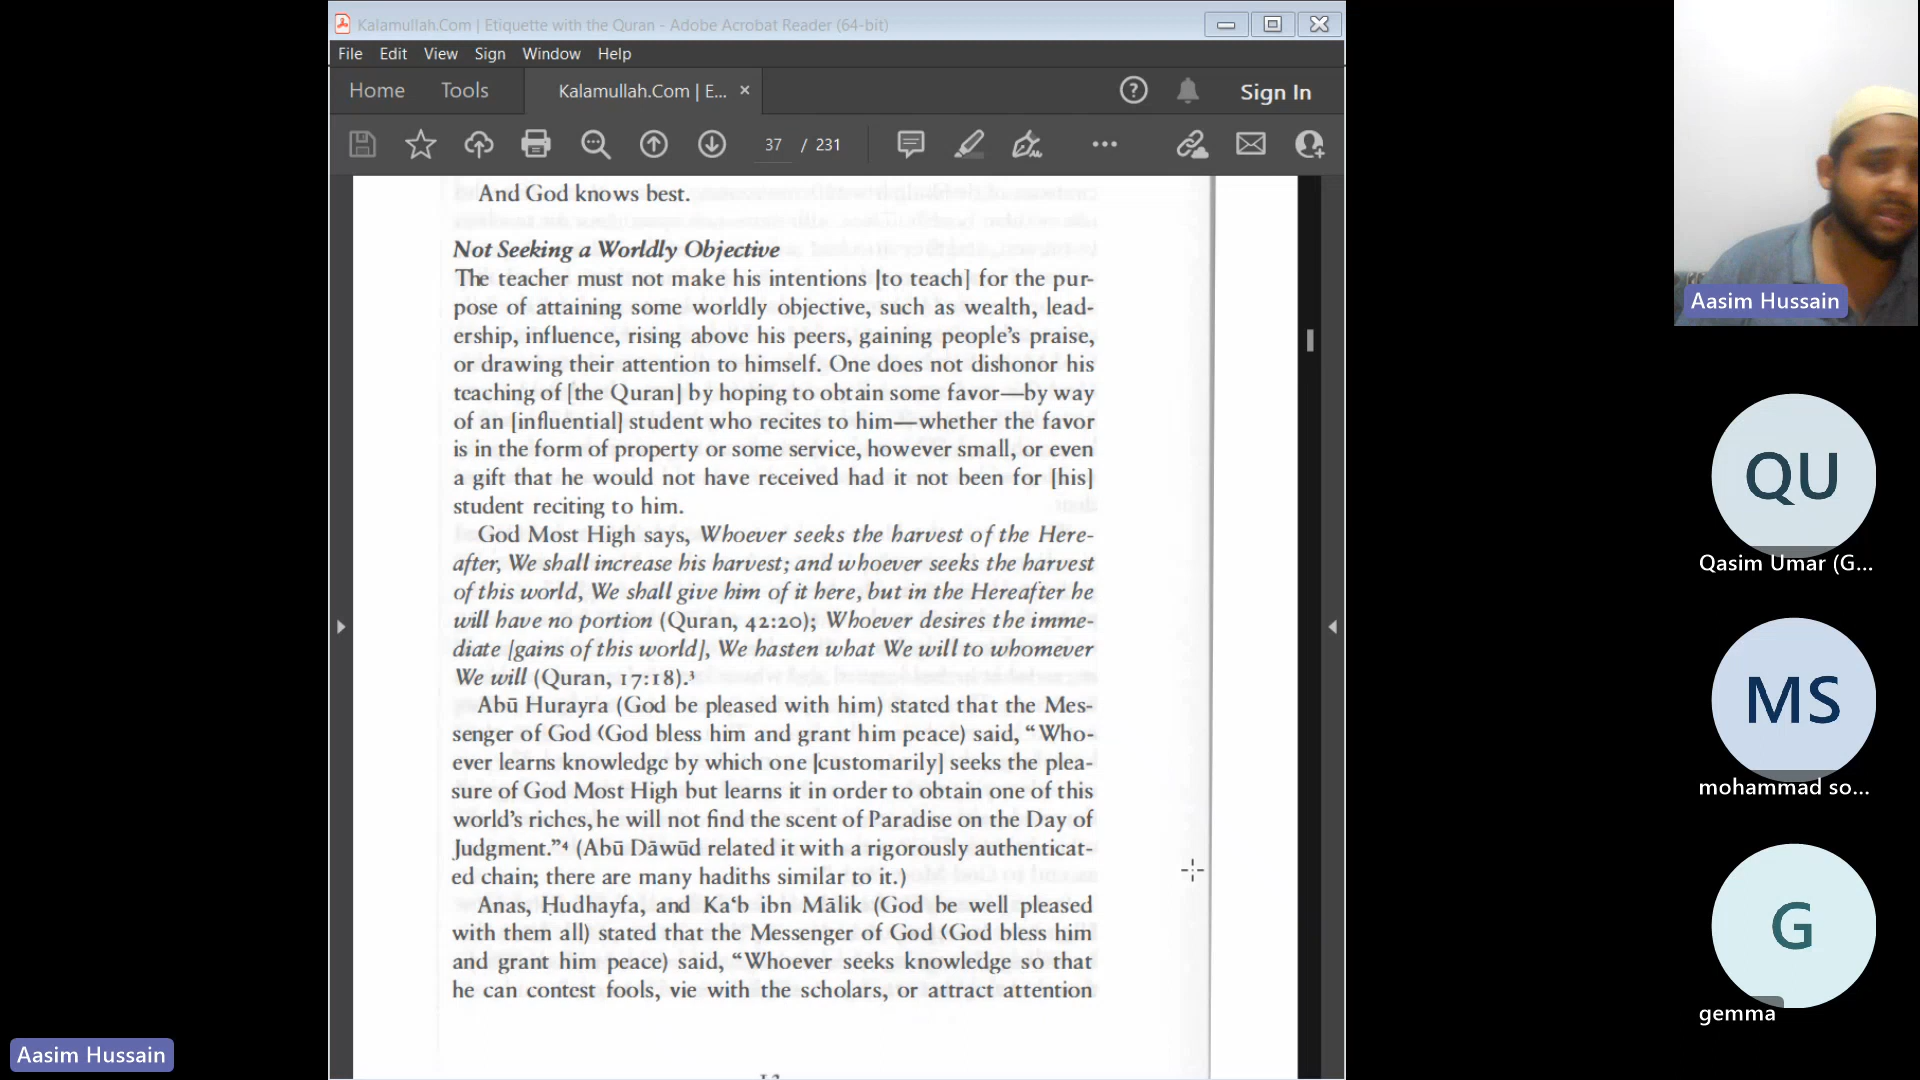 Kalamullah.Com | Etiquette with the Quran - Adobe Acrobat Reader (64-bit)
File Edit View Sign Window Help
Home Tools Kalamullah.Com | E... × Sign In
37 / 231
And God knows best.
Not Seeking a Worldly Objective
The teacher must not make his intentions [to teach] for the pur-
pose of attaining some worldly objective, such as wealth, lead-
ership, influence, rising above his peers, gaining people's praise,
or drawing their attention to himself. One does not dishonor his
teaching of [the Quran] by hoping to obtain some favor—by way
of an [influential] student who recites to him—whether the favor
is in the form of property or some service, however small, or even
a gift that he would not have received had it not been for [his]
student reciting to him.
God Most High says, Whoever seeks the harvest of the Here-
after, We shall increase his harvest; and whoever seeks the harvest
of this world, We shall give him of it here, but in the Hereafter he
will have no portion (Quran, 42:20); Whoever desires the imme-
diate [gains of this world], We hasten what We will to whomever
We will (Quran, 17:18).³
Abū Hurayra (God be pleased with him) stated that the Mes-
senger of God (God bless him and grant him peace) said, “Who-
ever learns knowledge by which one [customarily] seeks the plea-
sure of God Most High but learns it in order to obtain one of this
world's riches, he will not find the scent of Paradise on the Day of
Judgment.”⁴ (Abū Dāwūd related it with a rigorously authenticat-
ed chain; there are many hadiths similar to it.)
Anas, Ḥudhayfa, and Kaʿb ibn Mālik (God be well pleased
with them all) stated that the Messenger of God (God bless him
and grant him peace) said, “Whoever seeks knowledge so that
he can contest fools, vie with the scholars, or attract attention
Aasim Hussain
QU
Qasim Umar (G...
MS
mohammad so...
G
gemma
Aasim Hussain